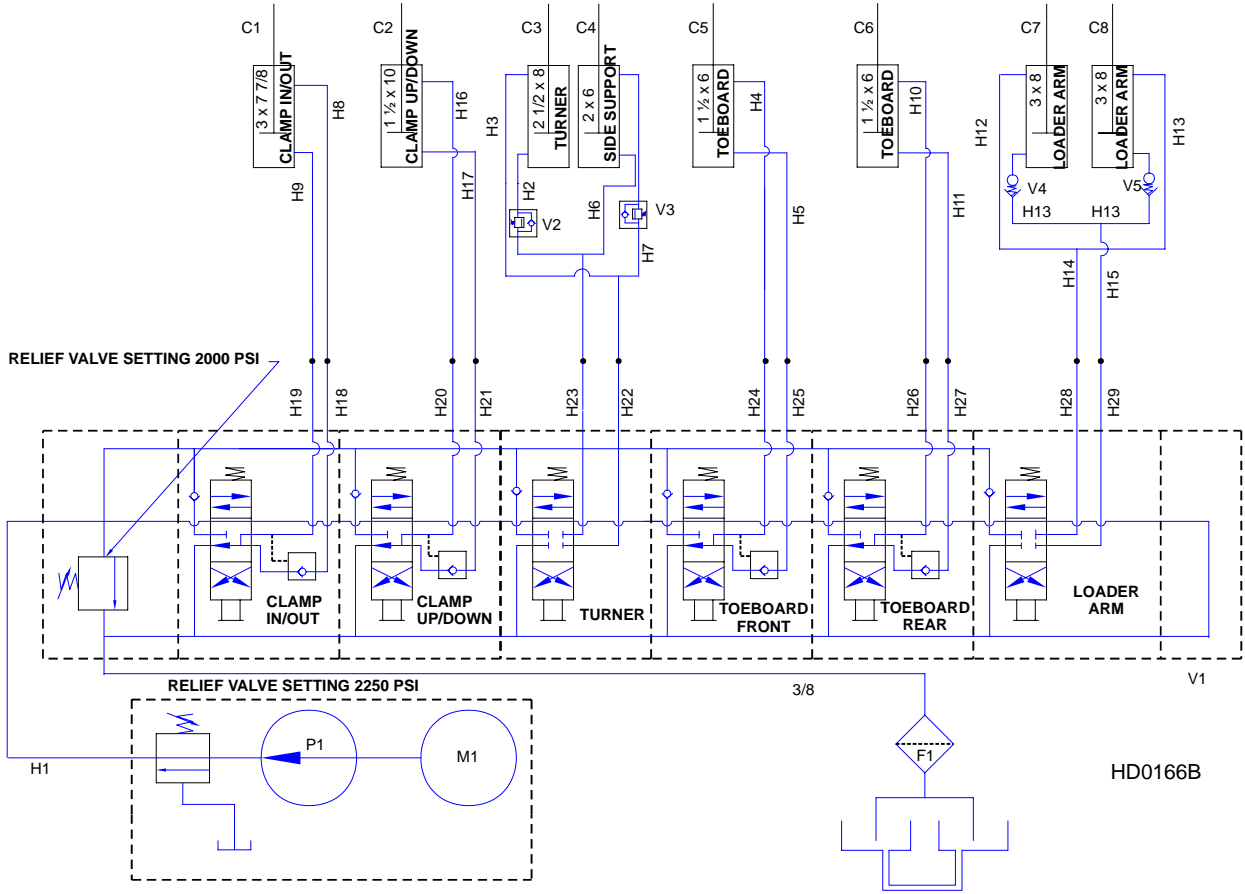 C1
C2
C3
C4
C5
C6
C7
C8
3 x 7 7/8
CLAMP IN/OUT
H8
H9
1 ½ x 10
CLAMP UP/DOWN
H16
H17
H3
2 1/2 x 8
TURNER
2 x 6
SIDE SUPPORT
H2
H6
V2
V3
H7
1 ½ x 6
TOEBOARD
H4
H5
1 ½ x 6
TOEBOARD
H10
H11
H12
3 x 8
LOADER ARM
3 x 8
LOADER ARM
H13
V4
V5
H13
H13
H14
H15
RELIEF VALVE SETTING 2000 PSI
H19
H18
H20
H21
H23
H22
H24
H25
H26
H27
H28
H29
CLAMP
IN/OUT
CLAMP
UP/DOWN
TURNER
TOEBOARD
FRONT
TOEBOARD
REAR
LOADER
ARM
V1
RELIEF VALVE SETTING 2250 PSI
3/8
H1
P1
M1
F1
HD0166B